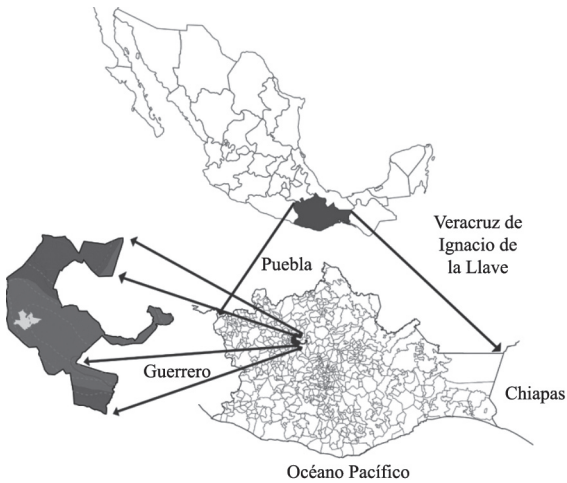 Veracruz de
Ignacio de
la Llave
Puebla
Guerrero
Chiapas
Océano Pacífico